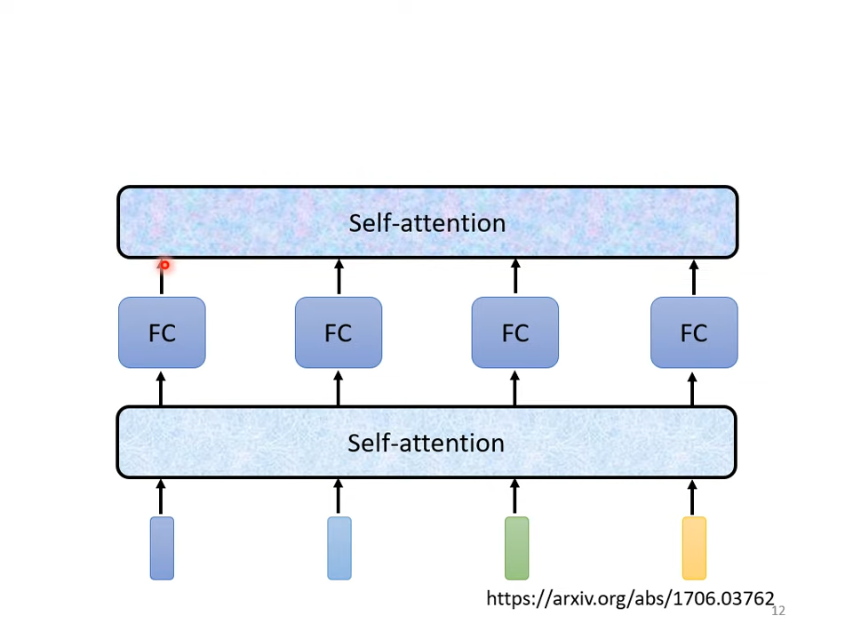 Self-attention
FC FC FC FC
Self-attention
https://arxiv.org/abs/1706.03762
12